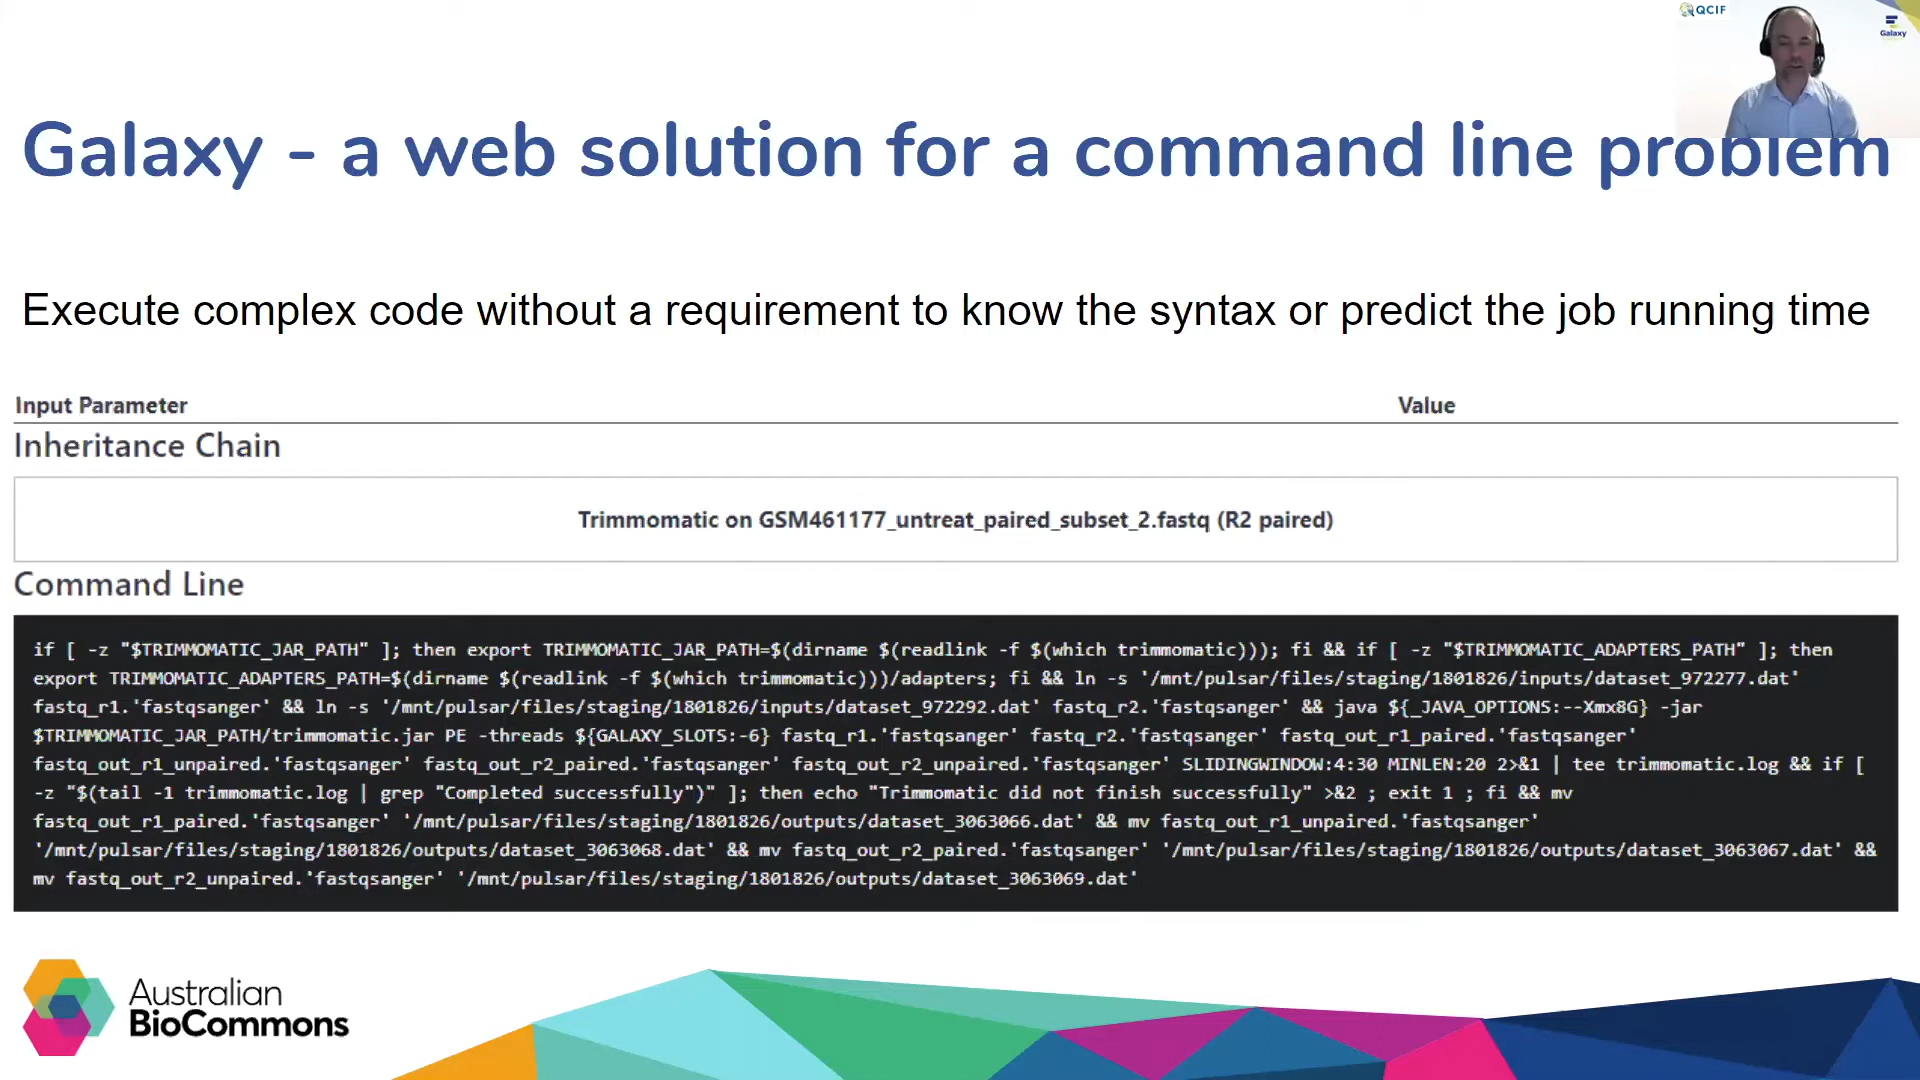 QCIF
Galaxy
Galaxy - a web solution for a command line problem
Execute complex code without a requirement to know the syntax or predict the job running time
Input Parameter Value
Inheritance Chain
Trimmomatic on GSM461177_untreat_paired_subset_2.fastq (R2 paired)
Command Line
if [ -z "$TRIMMOMATIC_JAR_PATH" ]; then export TRIMMOMATIC_JAR_PATH=$(dirname $(readlink -f $(which trimmomatic))); fi && if [ -z "$TRIMMOMATIC_ADAPTERS_PATH" ]; then
export TRIMMOMATIC_ADAPTERS_PATH=$(dirname $(readlink -f $(which trimmomatic)))/adapters; fi && ln -s '/mnt/pulsar/files/staging/1801826/inputs/dataset_972277.dat'
fastq_r1.'fastqsanger' && ln -s '/mnt/pulsar/files/staging/1801826/inputs/dataset_972292.dat' fastq_r2.'fastqsanger' && java ${_JAVA_OPTIONS:--Xmx8G} -jar
$TRIMMOMATIC_JAR_PATH/trimmomatic.jar PE -threads ${GALAXY_SLOTS:-6} fastq_r1.'fastqsanger' fastq_r2.'fastqsanger' fastq_out_r1_paired.'fastqsanger'
fastq_out_r1_unpaired.'fastqsanger' fastq_out_r2_paired.'fastqsanger' fastq_out_r2_unpaired.'fastqsanger' SLIDINGWINDOW:4:30 MINLEN:20 2>&1 | tee trimmomatic.log && if [
-z "$(tail -1 trimmomatic.log | grep "Completed successfully")" ]; then echo "Trimmomatic did not finish successfully" >&2 ; exit 1 ; fi && mv
fastq_out_r1_paired.'fastqsanger' '/mnt/pulsar/files/staging/1801826/outputs/dataset_3063066.dat' && mv fastq_out_r1_unpaired.'fastqsanger'
'/mnt/pulsar/files/staging/1801826/outputs/dataset_3063068.dat' && mv fastq_out_r2_paired.'fastqsanger' '/mnt/pulsar/files/staging/1801826/outputs/dataset_3063067.dat' &&
mv fastq_out_r2_unpaired.'fastqsanger' '/mnt/pulsar/files/staging/1801826/outputs/dataset_3063069.dat'
Australian
BioCommons